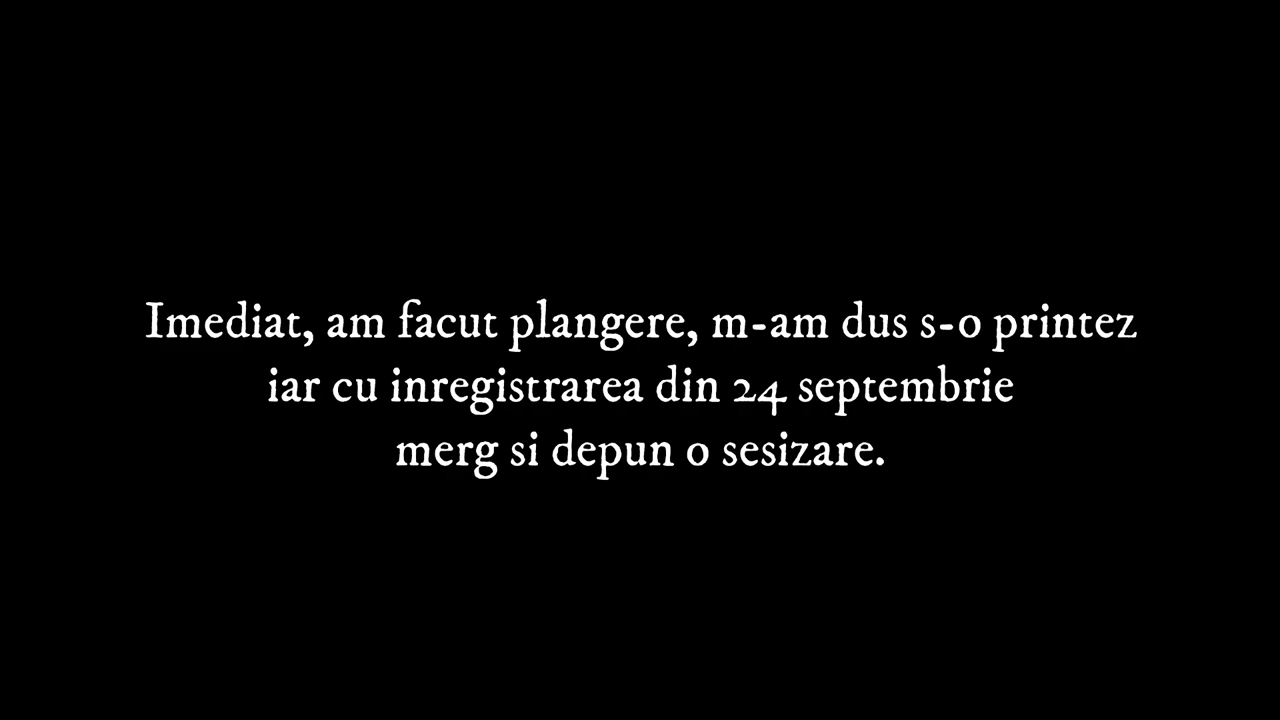 Imediat, am facut plangere, m-am dus s-o printez
iar cu inregistrarea din 24 septembrie
merg si depun o sesizare.